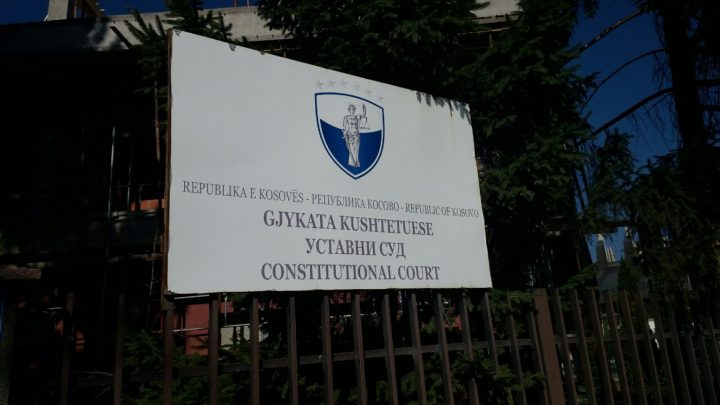 REPUBLIKA E KOSOVËS - РЕПУБЛИКА КОСОВО - REPUBLIC OF KOSOVO
GJYKATA KUSHTETUESE
УСТАВНИ СУД
CONSTITUTIONAL COURT